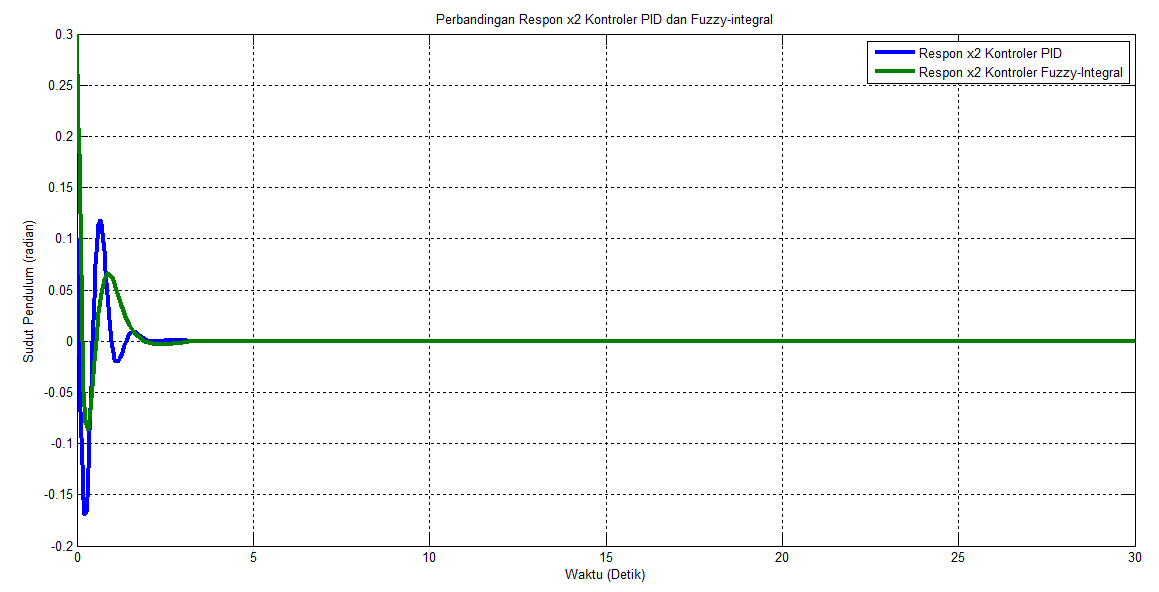 Perbandingan Respon x2 Kontroler PID dan Fuzzy-integral
Respon x2 Kontroler PID
Respon x2 Kontroler Fuzzy-Integral
Sudut Pendulum (radian)
0.3
0.25
0.2
0.15
0.1
0.05
0
-0.05
-0.1
-0.15
-0.2
0 5 10 15 20 25 30
Waktu (Detik)